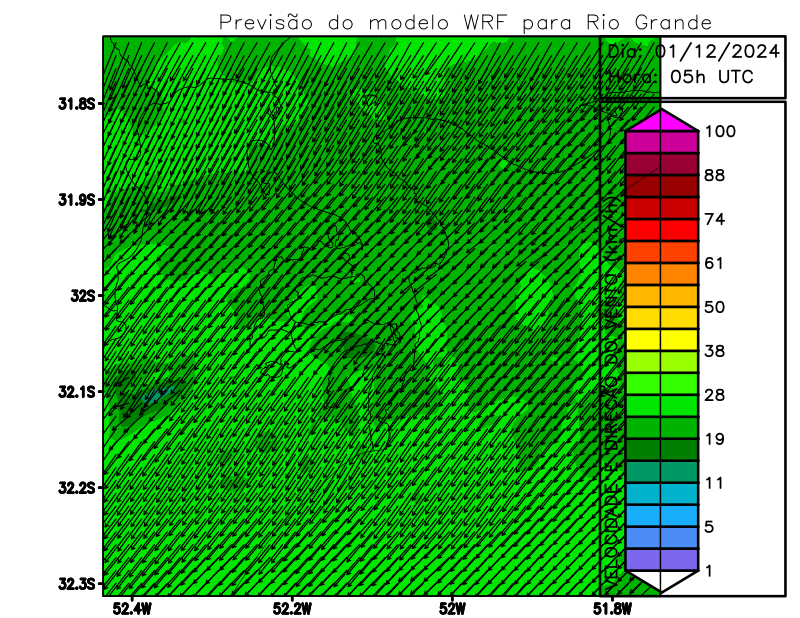 Previsão do modelo WRF para Rio Grande
Dia: 01/12/2024
Hora: 05h UTC
31.8S
31.9S
32S
32.1S
32.2S
32.3S
52.4W
52.2W
52W
51.8W
VELOCIDADE E DIREÇÃO DO VENTO (km/h)
100
88
74
61
50
38
28
19
11
5
1